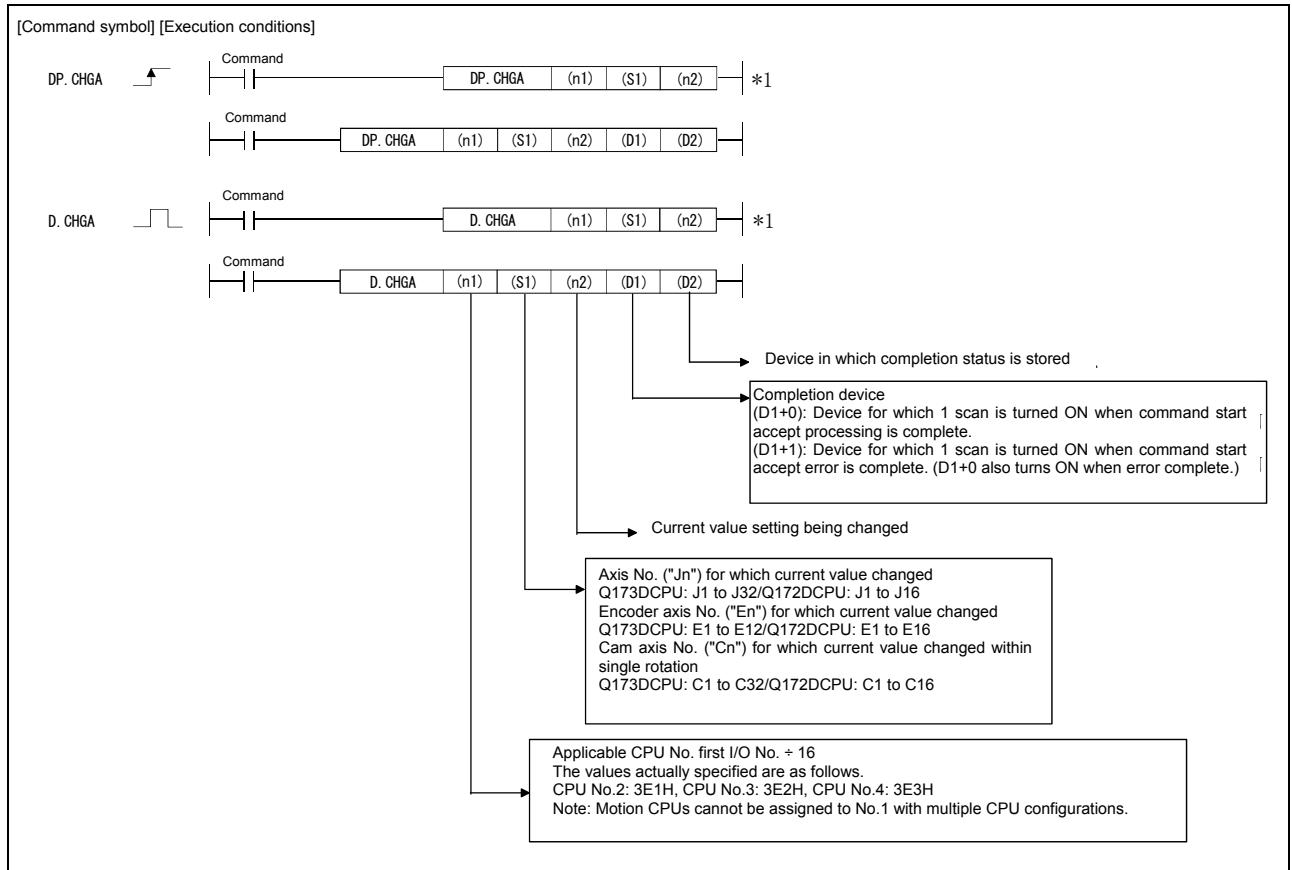 [Command symbol] [Execution conditions]
Command
DP. CHGA
DP. CHGA (n1) (S1) (n2) *1
Command
DP. CHGA (n1) (S1) (n2) (D1) (D2)
Command
D. CHGA
D. CHGA (n1) (S1) (n2) *1
Command
D. CHGA (n1) (S1) (n2) (D1) (D2)
Device in which completion status is stored
Completion device
(D1+0): Device for which 1 scan is turned ON when command start
accept processing is complete.
(D1+1): Device for which 1 scan is turned ON when command start
accept error is complete. (D1+0 also turns ON when error complete.)
Current value setting being changed
Axis No. ("Jn") for which current value changed
Q173DCPU: J1 to J32/Q172DCPU: J1 to J16
Encoder axis No. ("En") for which current value changed
Q173DCPU: E1 to E12/Q172DCPU: E1 to E16
Cam axis No. ("Cn") for which current value changed within
single rotation
Q173DCPU: C1 to C32/Q172DCPU: C1 to C16
Applicable CPU No. first I/O No. ÷ 16
The values actually specified are as follows.
CPU No.2: 3E1H, CPU No.3: 3E2H, CPU No.4: 3E3H
Note: Motion CPUs cannot be assigned to No.1 with multiple CPU configurations.